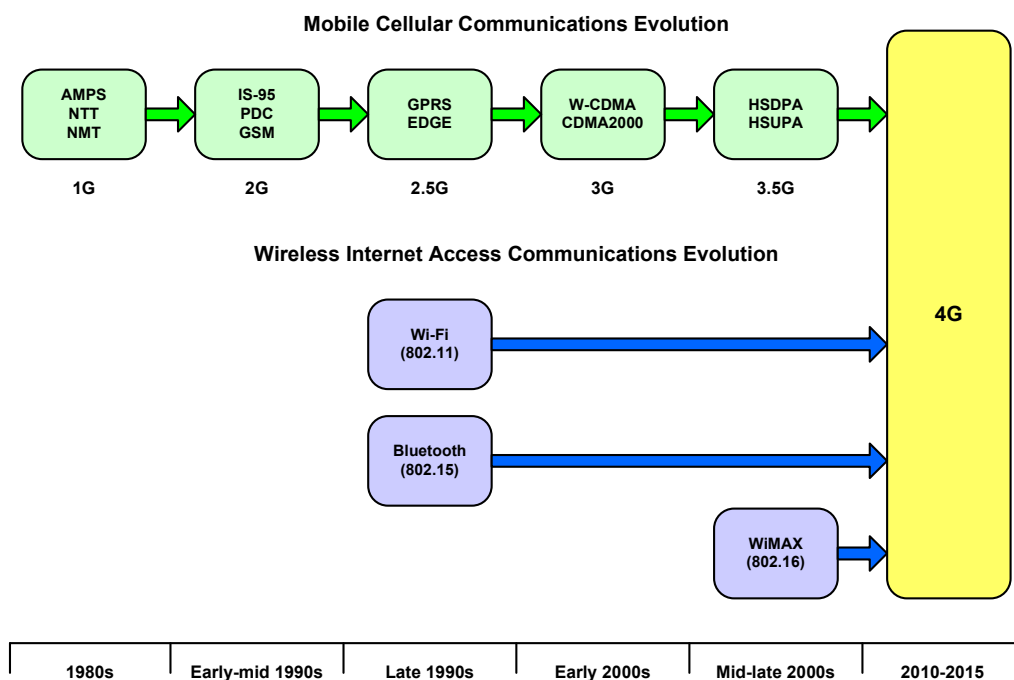 Mobile Cellular Communications Evolution
AMPS
NTT
NMT
IS-95
PDC
GSM
GPRS
EDGE
W-CDMA
CDMA2000
HSDPA
HSUPA
1G
2G
2.5G
3G
3.5G
Wireless Internet Access Communications Evolution
4G
Wi-Fi
(802.11)
Bluetooth
(802.15)
WiMAX
(802.16)
1980s
Early-mid 1990s
Late 1990s
Early 2000s
Mid-late 2000s
2010-2015